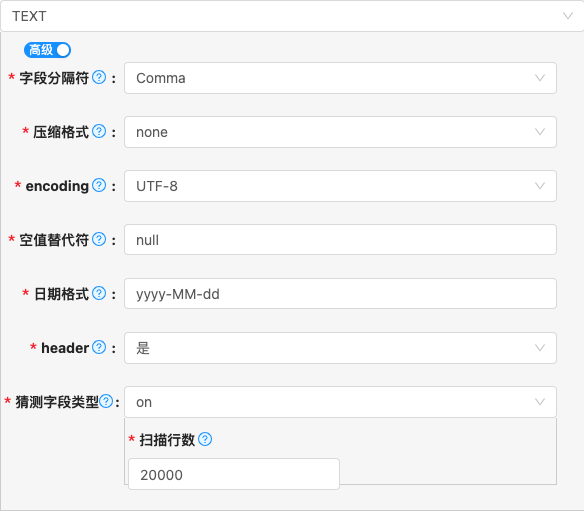 TEXT
高级
* 字段分隔符 ? : Comma
* 压缩格式 ? : none
* encoding ? : UTF-8
* 空值替代符 ? : null
* 日期格式 ? : yyyy-MM-dd
* header ? : 是
* 猜测字段类型 ? : on
* 扫描行数 ?
20000